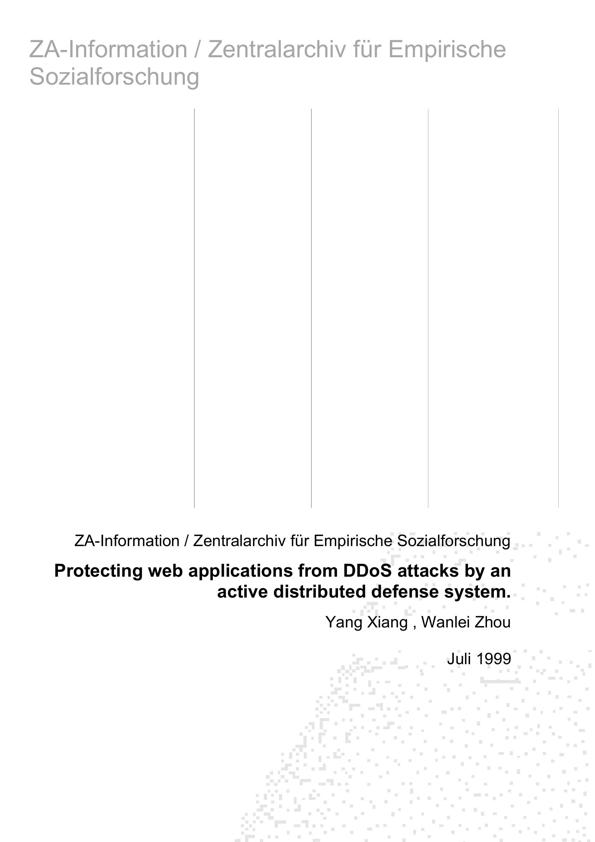 ZA-Information / Zentralarchiv für Empirische
Sozialforschung
ZA-Information / Zentralarchiv für Empirische Sozialforschung
Protecting web applications from DDoS attacks by an
active distributed defense system.
Yang Xiang , Wanlei Zhou
Juli 1999